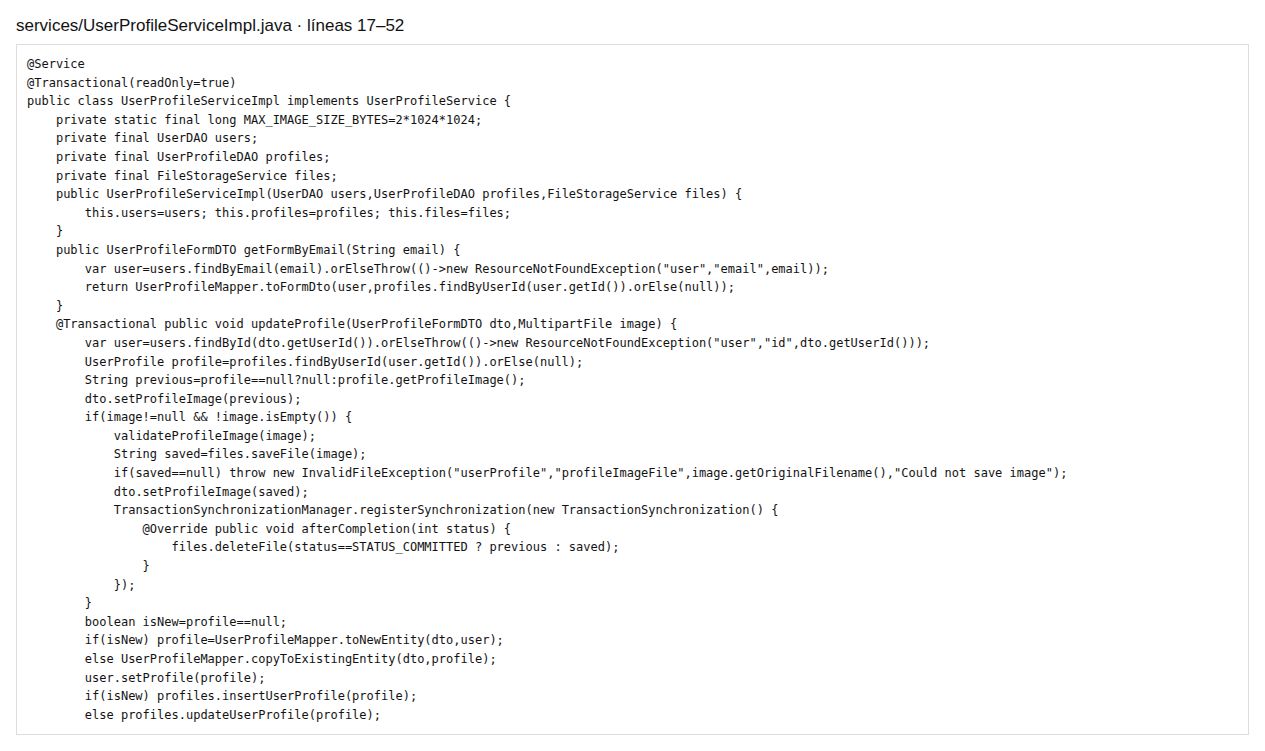 services/UserProfileServiceImpl.java · líneas 17–52
@Service
@Transactional(readOnly=true)
public class UserProfileServiceImpl implements UserProfileService {
    private static final long MAX_IMAGE_SIZE_BYTES=2*1024*1024;
    private final UserDAO users;
    private final UserProfileDAO profiles;
    private final FileStorageService files;
    public UserProfileServiceImpl(UserDAO users,UserProfileDAO profiles,FileStorageService files) {
        this.users=users; this.profiles=profiles; this.files=files;
    }
    public UserProfileFormDTO getFormByEmail(String email) {
        var user=users.findByEmail(email).orElseThrow(()->new ResourceNotFoundException("user","email",email));
        return UserProfileMapper.toFormDto(user,profiles.findByUserId(user.getId()).orElse(null));
    }
    @Transactional public void updateProfile(UserProfileFormDTO dto,MultipartFile image) {
        var user=users.findById(dto.getUserId()).orElseThrow(()->new ResourceNotFoundException("user","id",dto.getUserId()));
        UserProfile profile=profiles.findByUserId(user.getId()).orElse(null);
        String previous=profile==null?null:profile.getProfileImage();
        dto.setProfileImage(previous);
        if(image!=null && !image.isEmpty()) {
            validateProfileImage(image);
            String saved=files.saveFile(image);
            if(saved==null) throw new InvalidFileException("userProfile","profileImageFile",image.getOriginalFilename(),"Could not save image");
            dto.setProfileImage(saved);
            TransactionSynchronizationManager.registerSynchronization(new TransactionSynchronization() {
                @Override public void afterCompletion(int status) {
                    files.deleteFile(status==STATUS_COMMITTED ? previous : saved);
                }
            });
        }
        boolean isNew=profile==null;
        if(isNew) profile=UserProfileMapper.toNewEntity(dto,user);
        else UserProfileMapper.copyToExistingEntity(dto,profile);
        user.setProfile(profile);
        if(isNew) profiles.insertUserProfile(profile);
        else profiles.updateUserProfile(profile);